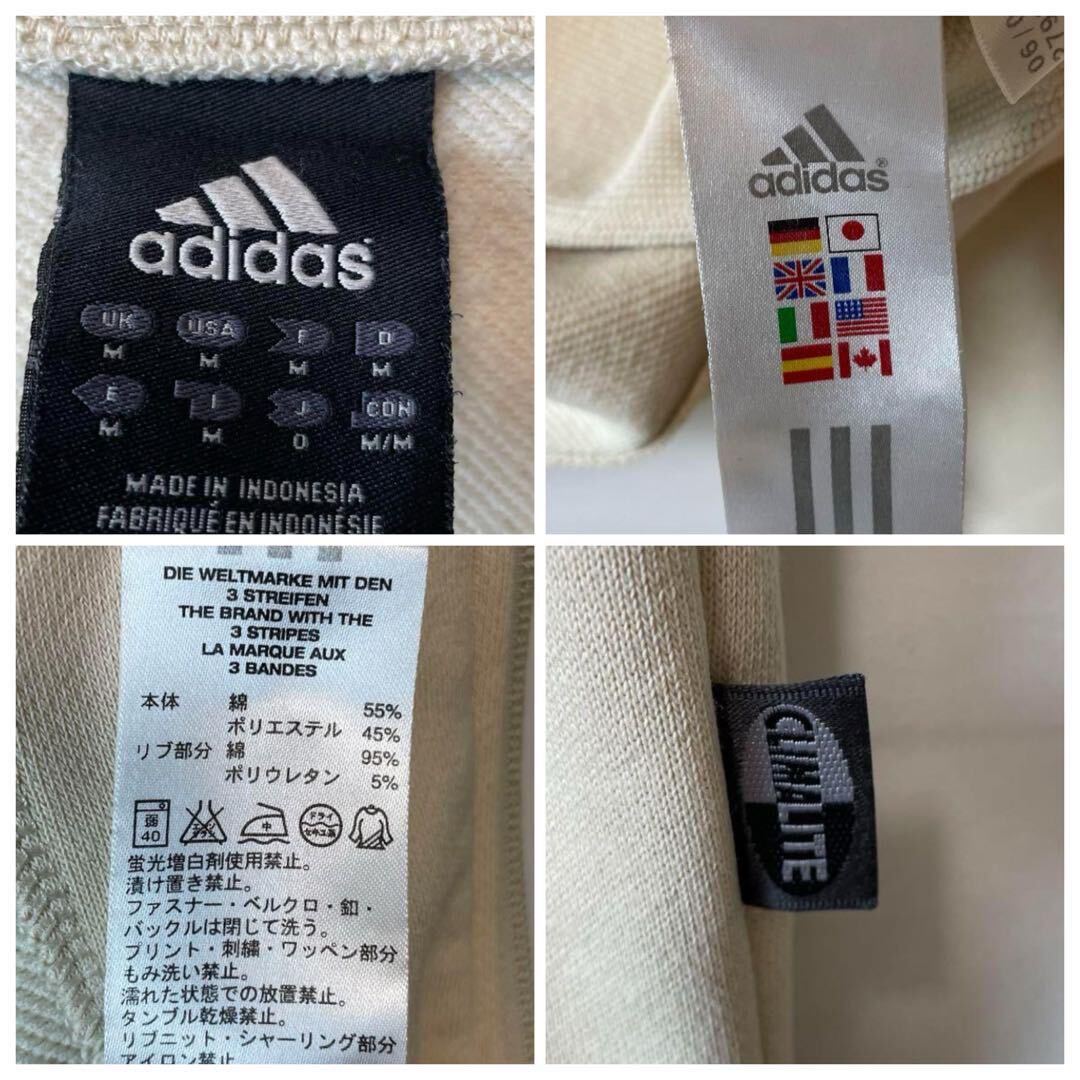 adidas
UK USA F D
M M M M
E I J CON
M M O M/M
MADE IN INDONESIA
FABRIQUÉ EN INDONÉSIE
adidas®
DIE WELTMARKE MIT DEN
3 STREIFEN
THE BRAND WITH THE
3 STRIPES
LA MARQUE AUX
3 BANDES
本体 綿 55%
ポリエステル 45%
リブ部分 綿 95%
ポリウレタン 5%
弱
40
中
ドライ
蛍光増白剤使用禁止。
漬け置き禁止。
ファスナー・ベルクロ・釦・
バックルは閉じて洗う。
プリント・刺繍・ワッペン部分
もみ洗い禁止。
濡れた状態での放置禁止。
タンブル乾燥禁止。
リブニット・シャーリング部分
アイロン禁止
CLIMALITE